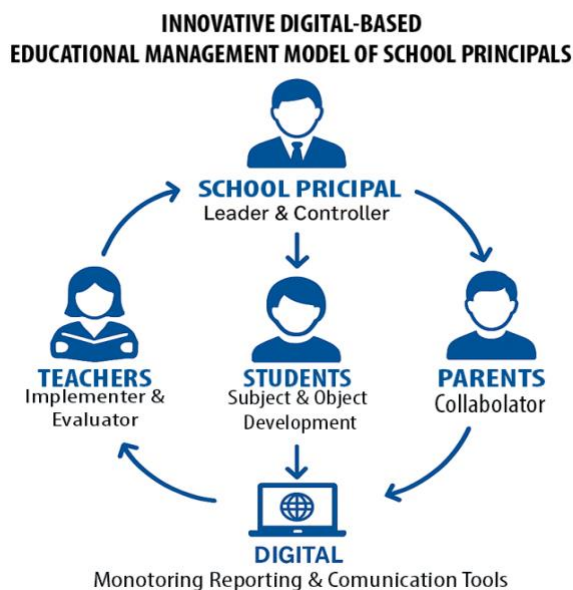 INNOVATIVE DIGITAL-BASED
EDUCATIONAL MANAGEMENT MODEL OF SCHOOL PRINCIPALS
SCHOOL PRICIPAL
Leader & Controller
TEACHERS
Implementer &
Evaluator
STUDENTS
Subject & Object
Development
PARENTS
Collabolator
DIGITAL
Monotoring Reporting & Comunication Tools